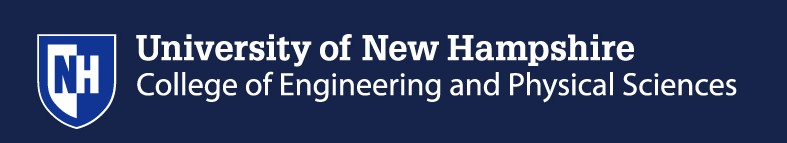 NH
University of New Hampshire
College of Engineering and Physical Sciences